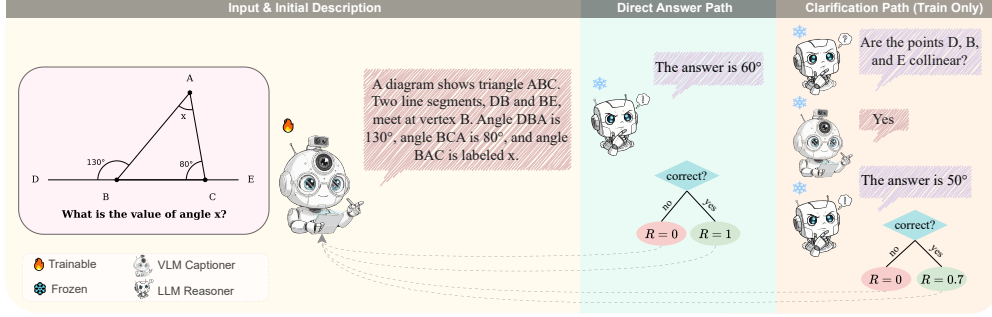 Input & Initial Description
Direct Answer Path
Clarification Path (Train Only)
A
x
130°
80°
D
B
C
E
What is the value of angle x?
Trainable
VLM Captioner
Frozen
LLM Reasoner
A diagram shows triangle ABC.
Two line segments, DB and BE,
meet at vertex B. Angle DBA is
130°, angle BCA is 80°, and angle
BAC is labeled x.
The answer is 60°
!
correct?
no
yes
R = 0
R = 1
?
Are the points D, B,
and E collinear?
Yes
The answer is 50°
!
correct?
no
yes
R = 0
R = 0.7